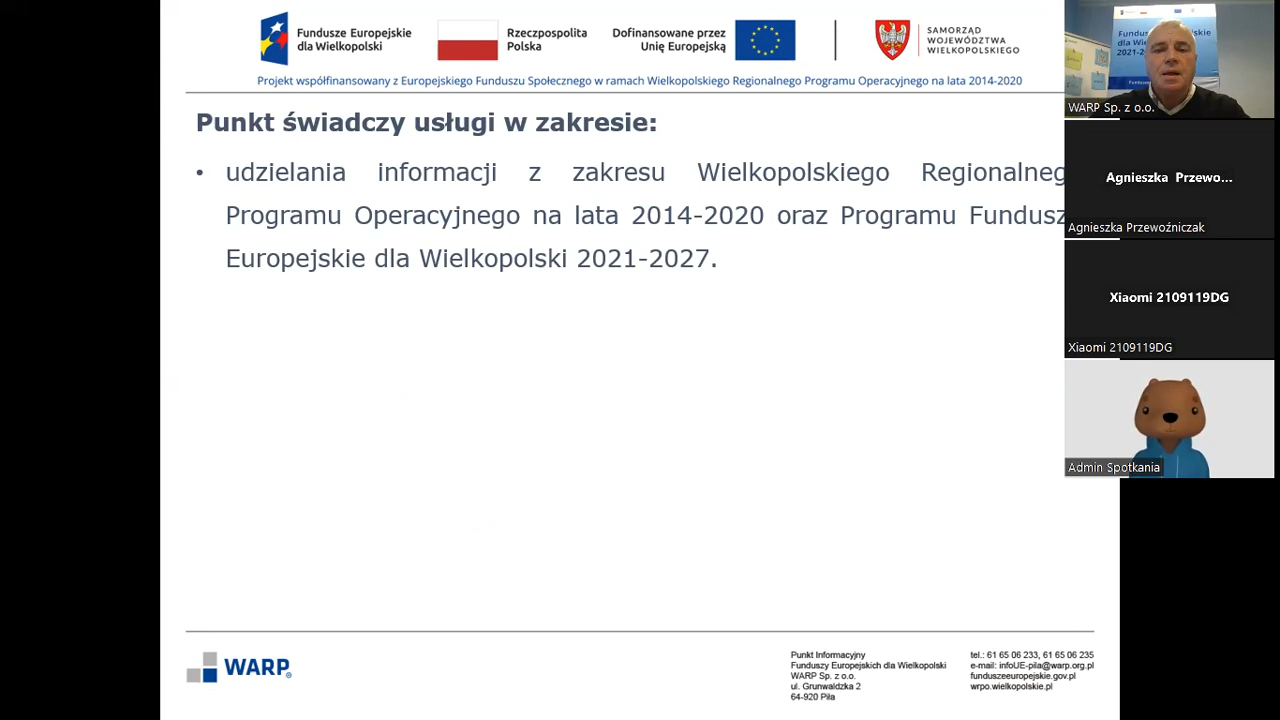 Fundusze Europejskie
dla Wielkopolski
Rzeczpospolita
Polska
Dofinansowane przez
Unię Europejską
SAMORZĄD
WOJEWÓDZTWA
WIELKOPOLSKIEGO
Projekt współfinansowany z Europejskiego Funduszu Społecznego w ramach Wielkopolskiego Regionalnego Programu Operacyjnego na lata 2014-2020
Punkt świadczy usługi w zakresie:
• udzielania informacji z zakresu Wielkopolskiego Regionalneg
Programu Operacyjnego na lata 2014-2020 oraz Programu Fundusz
Europejskie dla Wielkopolski 2021-2027.
WARP
Punkt Informacyjny
Funduszy Europejskich dla Wielkopolski
WARP Sp. z o.o.
ul. Grunwaldzka 2
64-920 Piła
tel.: 61 65 06 233, 61 65 06 235
e-mail: infoUE-pila@warp.org.pl
funduszeeuropejskie.gov.pl
wrpo.wielkopolskie.pl
WARP Sp. z o.o.
Agnieszka Przewo...
Agnieszka Przewoźniczak
Xiaomi 2109119DG
Xiaomi 2109119DG
Admin Spotkania